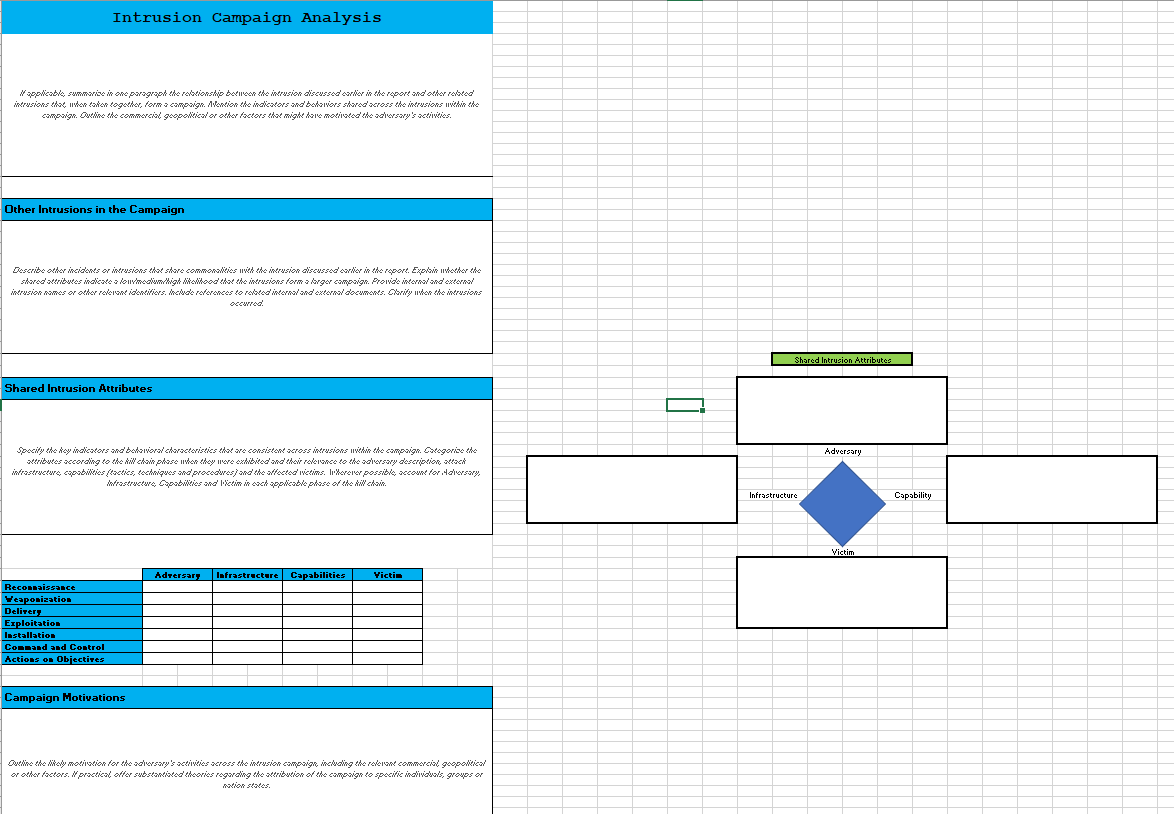 Intrusion Campaign Analysis
If applicable, summarize in one paragraph the relationship between the intrusion discussed earlier in the report and other related
intrusions that, when taken together, form a campaign. Mention the indicators and behaviors shared across the intrusions within the
campaign. Outline the commercial, geopolitical or other factors that might have motivated the adversary's activities.
Other Intrusions in the Campaign
Describe other incidents or intrusions that share commonalities with the intrusion discussed earlier in the report. Explain whether the
shared attributes indicate a low/medium/high likelihood that the intrusions form a larger campaign. Provide internal and external
intrusion names or other relevant identifiers. Include references to related internal and external documents. Clarify when the intrusions
occurred.
Shared Intrusion Attributes
Specify the key indicators and behavioral characteristics that are consistent across intrusions within the campaign. Categorize the
attributes according to the kill chain phase when they were exhibited and their relevance to the adversary description, attack
infrastructure, capabilities (tactics, techniques and procedures) and the affected victims. Wherever possible, account for Adversary,
Infrastructure, Capabilities and Victim in each applicable phase of the kill chain.
Adversary Infrastructure Capabilities Victim
Reconnaissance
Weaponization
Delivery
Exploitation
Installation
Command and Control
Actions on Objectives
Campaign Motivations
Outline the likely motivation for the adversary's activities across the intrusion campaign, including the relevant commercial, geopolitical
or other factors. If practical, offer substantiated theories regarding the attribution of the campaign to specific individuals, groups or
nation states.
Shared Intrusion Attributes
Adversary
Infrastructure
Capability
Victim